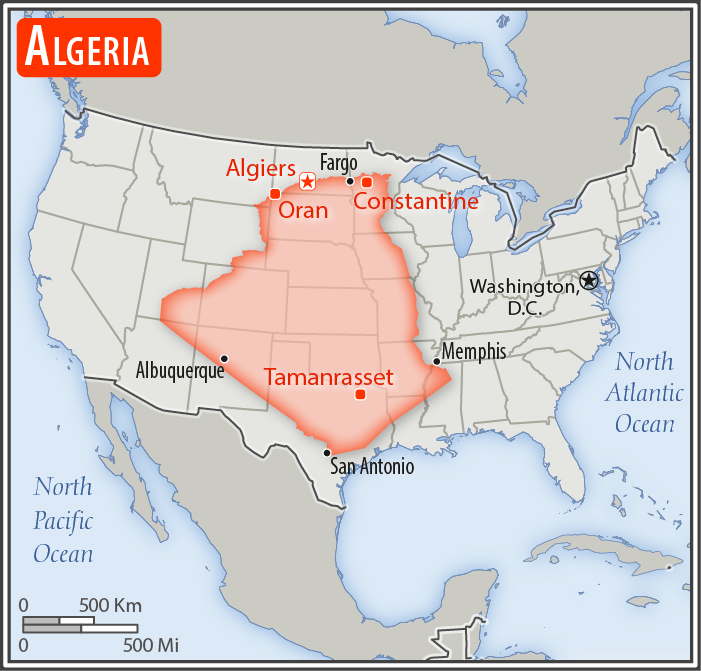 ALGERIA
Algiers
Fargo
Oran
Constantine
Washington,
D.C.
Memphis
Albuquerque
Tamanrasset
North
Atlantic
Ocean
San Antonio
North
Pacific
Ocean
0 500 Km
0 500 Mi